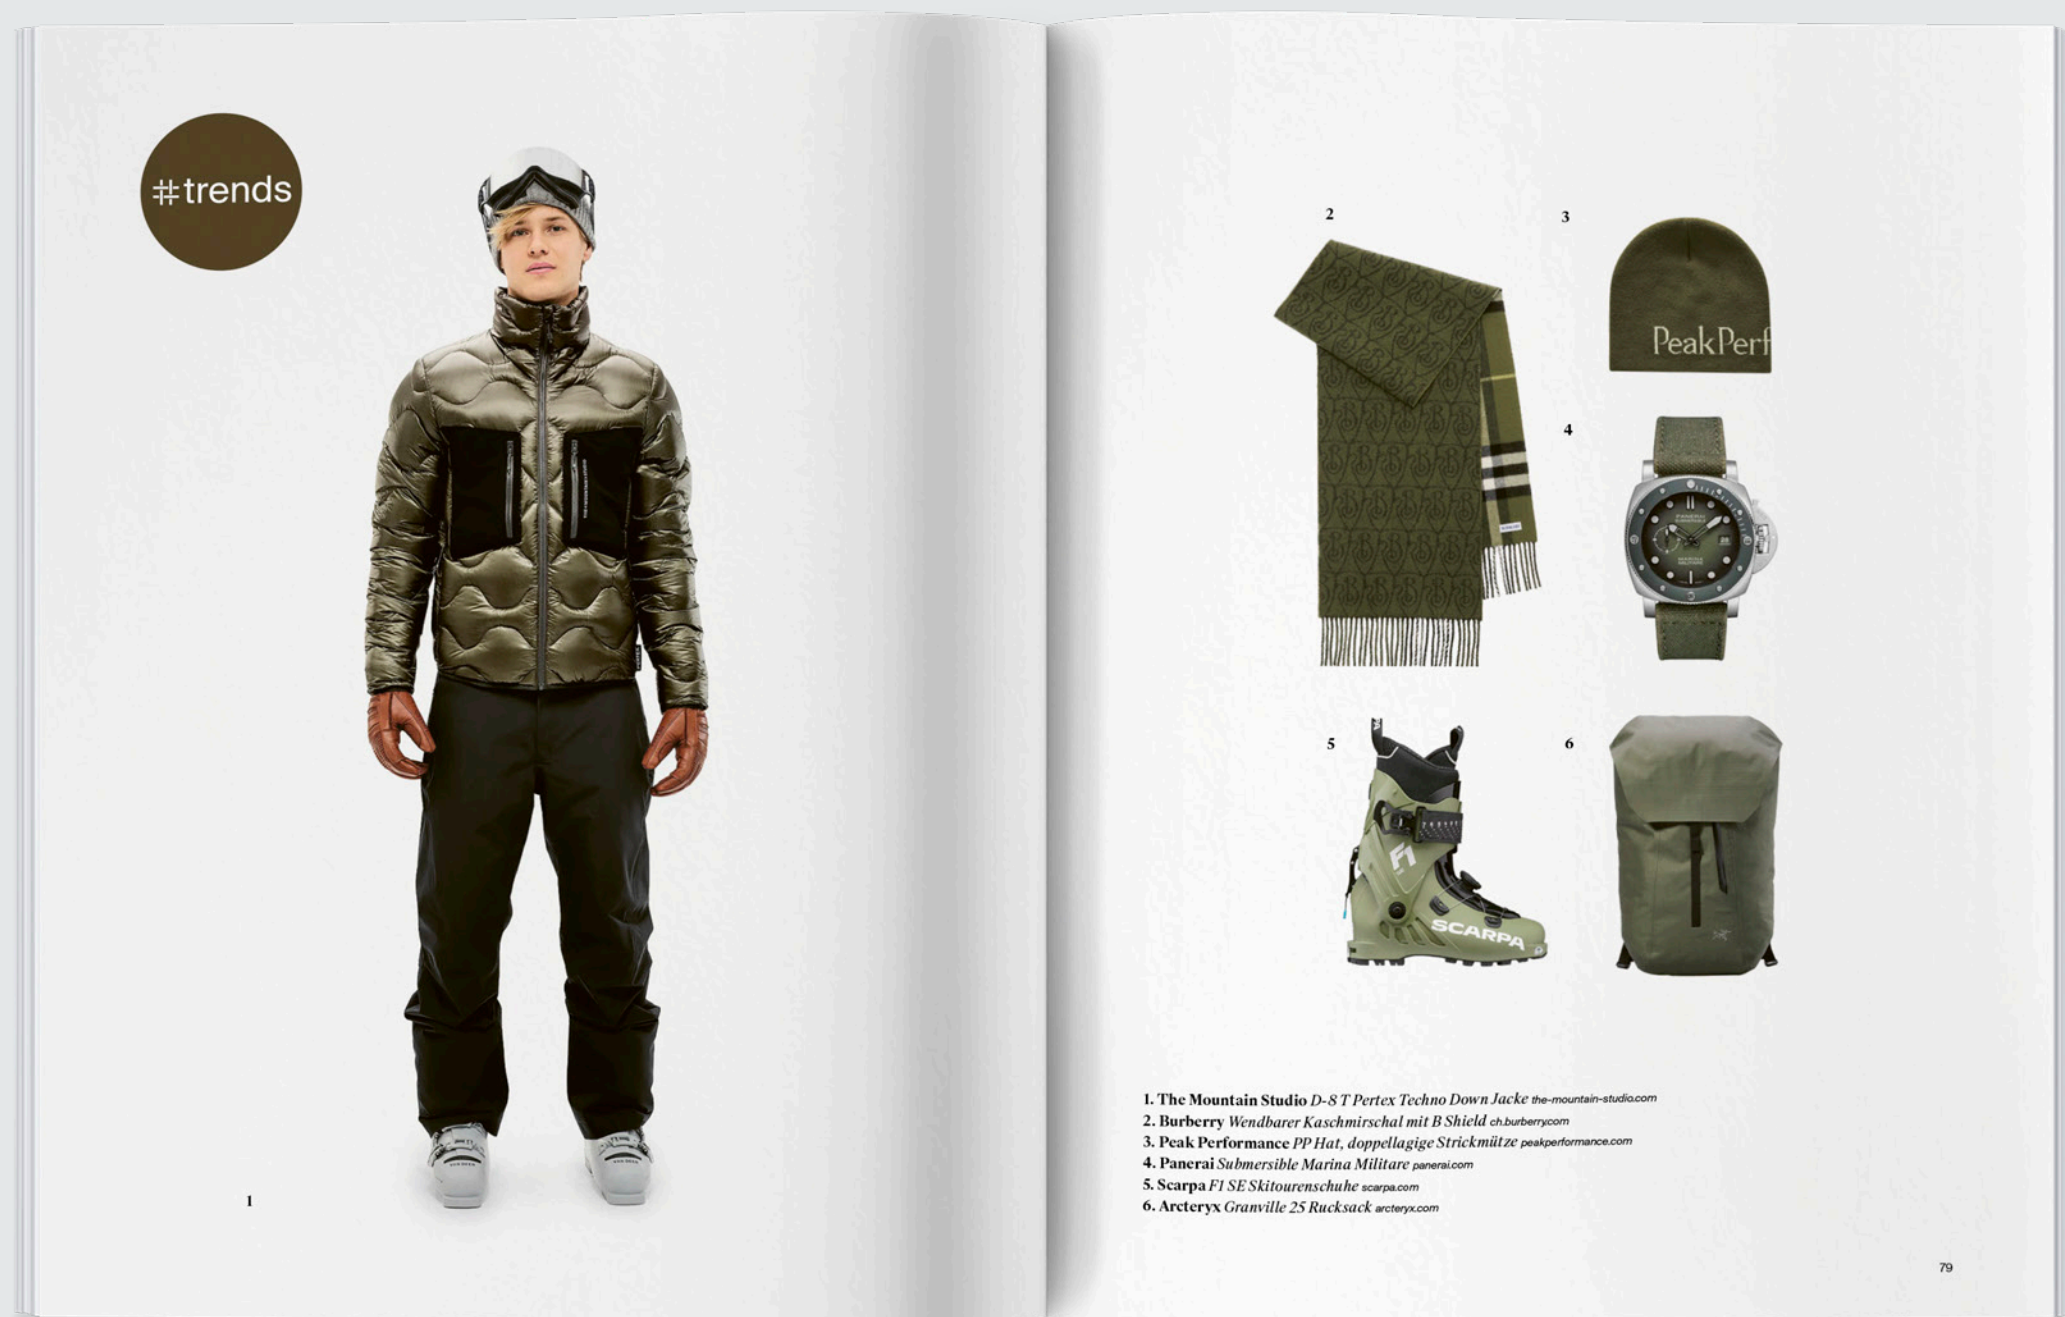 #trends
1
2
3
PeakPerf
4
PANERAI
MARINA
MILITARE
5
F1
SCARPA
6
1. The Mountain Studio D-8 T Pertex Techno Down Jacke the-mountain-studio.com
2. Burberry Wendbarer Kaschmirschal mit B Shield ch.burberry.com
3. Peak Performance PP Hat, doppellagige Strickmütze peakperformance.com
4. Panerai Submersible Marina Militare panerai.com
5. Scarpa F1 SE Skitourenschuhe scarpa.com
6. Arcteryx Granville 25 Rucksack arcteryx.com
79